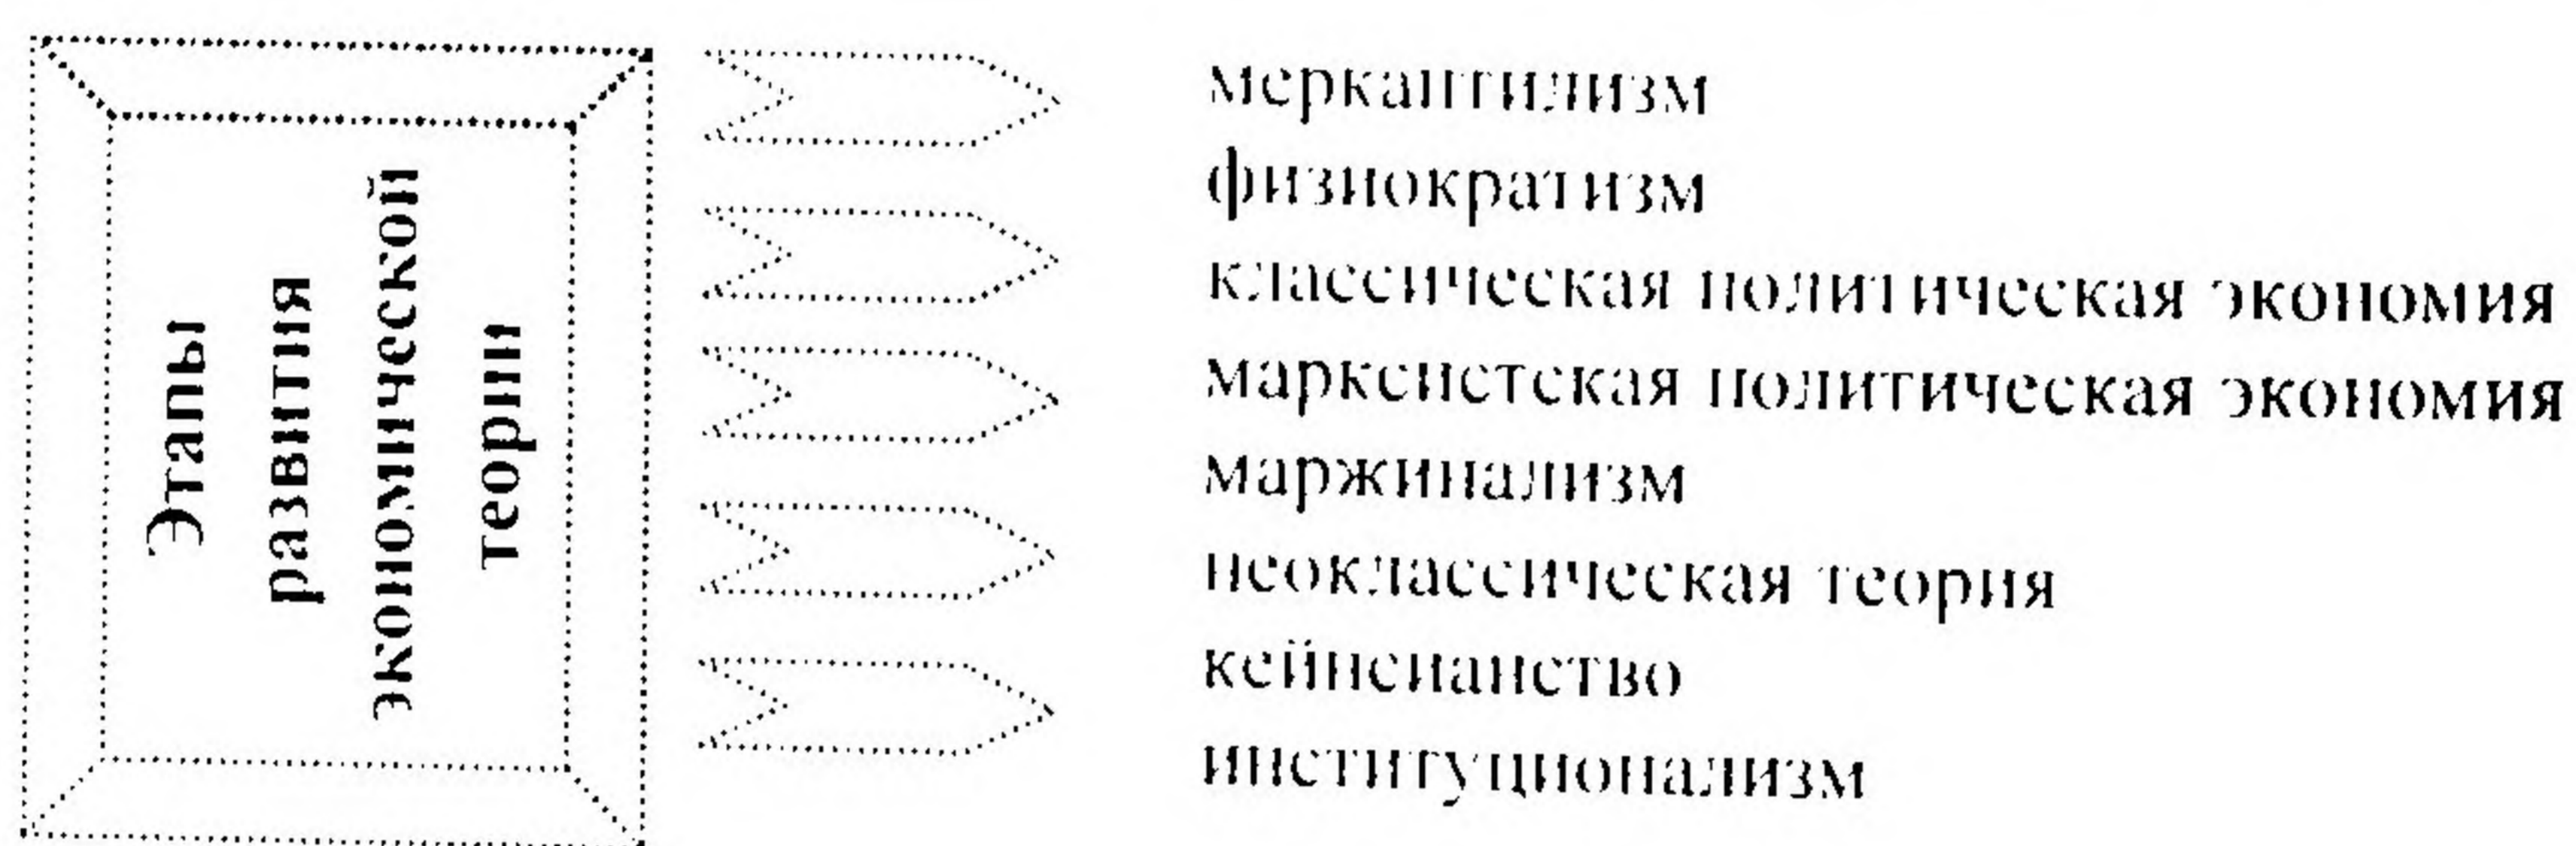 Этапы
развития
экономической
теории
меркантилизм
физиократизм
классическая политическая экономия
марксистская политическая экономия
маржинализм
неоклассическая теория
кейнсианство
институционализм